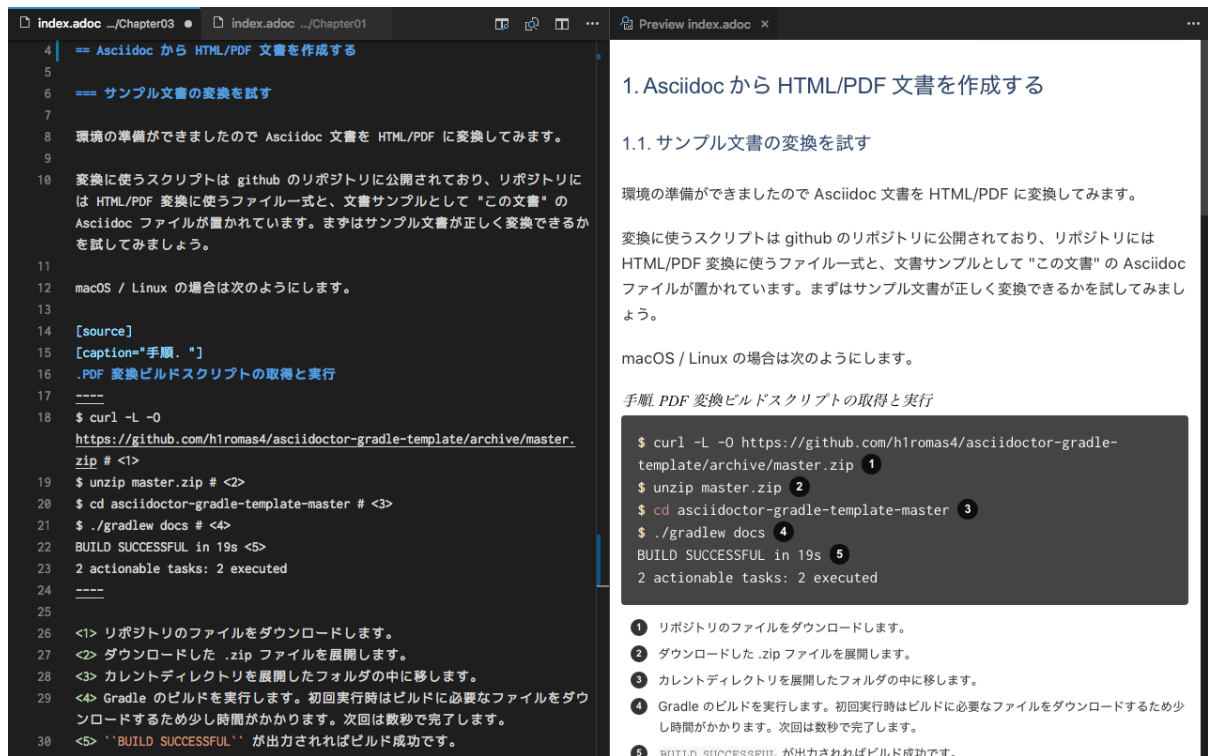 index.adoc .../Chapter03 ●
index.adoc .../Chapter01
4 == Asciidoc から HTML/PDF 文書を作成する
5
6 === サンプル文書の変換を試す
7
8 環境の準備ができましたので Asciidoc 文書を HTML/PDF に変換してみます。
9
10 変換に使うスクリプトは github のリポジトリに公開されており、リポジトリに
は HTML/PDF 変換に使うファイル一式と、文書サンプルとして "この文書" の
Asciidoc ファイルが置かれています。まずはサンプル文書が正しく変換できるか
を試してみましょう。
11
12 macOS / Linux の場合は次のようにします。
13
14 [source]
15 [caption="手順. "]
16 .PDF 変換ビルドスクリプトの取得と実行
17 ----
18 $ curl -L -O
https://github.com/h1romas4/asciidoctor-gradle-template/archive/master.
zip # <1>
19 $ unzip master.zip # <2>
20 $ cd asciidoctor-gradle-template-master # <3>
21 $ ./gradlew docs # <4>
22 BUILD SUCCESSFUL in 19s <5>
23 2 actionable tasks: 2 executed
24 ----
25
26 <1> リポジトリのファイルをダウンロードします。
27 <2> ダウンロードした .zip ファイルを展開します。
28 <3> カレントディレクトリを展開したフォルダの中に移します。
29 <4> Gradle のビルドを実行します。初回実行時はビルドに必要なファイルをダウ
ンロードするため少し時間がかかります。次回は数秒で完了します。
30 <5> ``BUILD SUCCESSFUL`` が出力されればビルド成功です。
Preview index.adoc ×
1. Asciidoc から HTML/PDF 文書を作成する
1.1. サンプル文書の変換を試す
環境の準備ができましたので Asciidoc 文書を HTML/PDF に変換してみます。
変換に使うスクリプトは github のリポジトリに公開されており、リポジトリには
HTML/PDF 変換に使うファイル一式と、文書サンプルとして "この文書" の Asciidoc
ファイルが置かれています。まずはサンプル文書が正しく変換できるかを試してみまし
ょう。
macOS / Linux の場合は次のようにします。
手順. PDF 変換ビルドスクリプトの取得と実行
$ curl -L -O https://github.com/h1romas4/asciidoctor-gradle-
template/archive/master.zip 1
$ unzip master.zip 2
$ cd asciidoctor-gradle-template-master 3
$ ./gradlew docs 4
BUILD SUCCESSFUL in 19s 5
2 actionable tasks: 2 executed
1 リポジトリのファイルをダウンロードします。
2 ダウンロードした .zip ファイルを展開します。
3 カレントディレクトリを展開したフォルダの中に移します。
4 Gradle のビルドを実行します。初回実行時はビルドに必要なファイルをダウンロードするため少
し時間がかかります。次回は数秒で完了します。
5 BUILD SUCCESSFUL が出力されればビルド成功です。